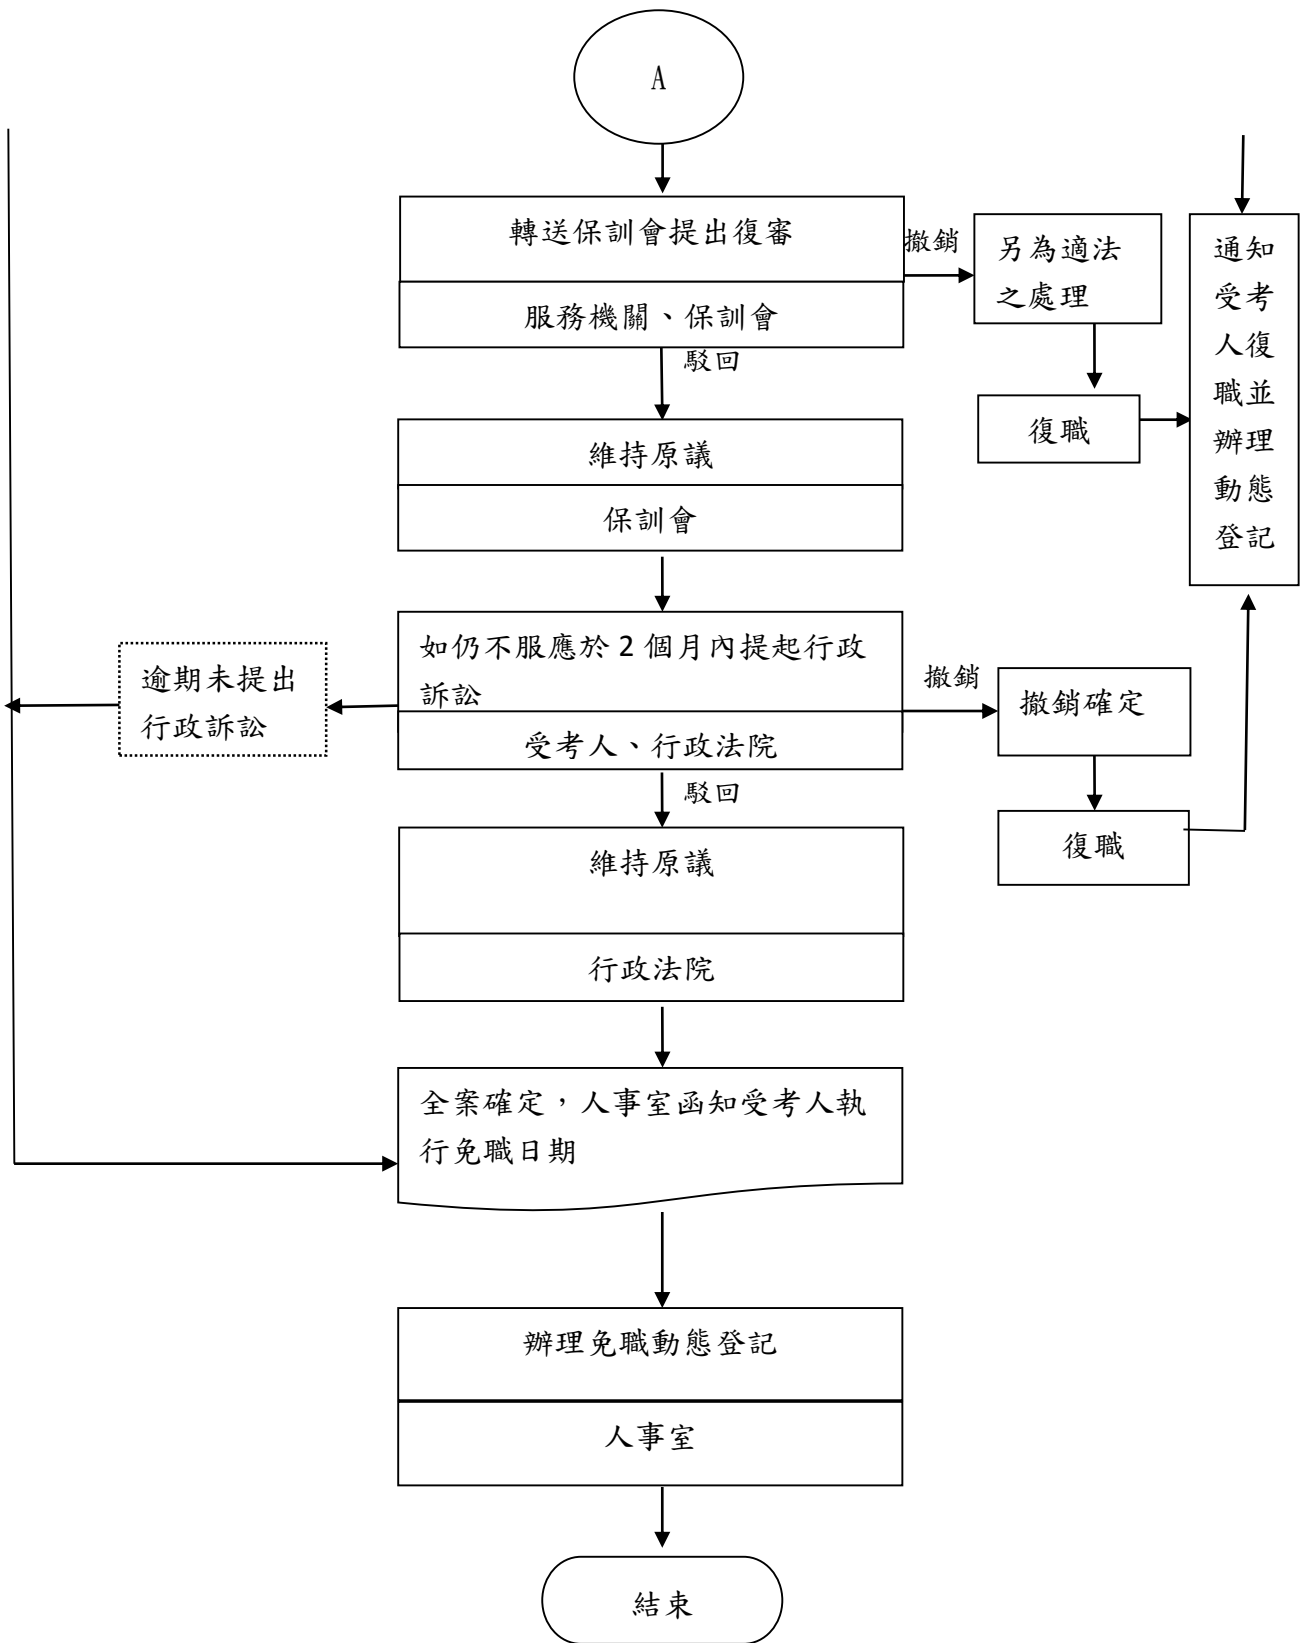 A
轉送保訓會提出復審
服務機關、保訓會
撤銷
另為適法
之處理
通知
受考
人復
職並
辦理
動態
登記
駁回
復職
維持原議
保訓會
如仍不服應於 2 個月內提起行政
訴訟
受考人、行政法院
逾期未提出
行政訴訟
撤銷
撤銷確定
駁回
復職
維持原議
行政法院
全案確定，人事室函知受考人執
行免職日期
辦理免職動態登記
人事室
結束